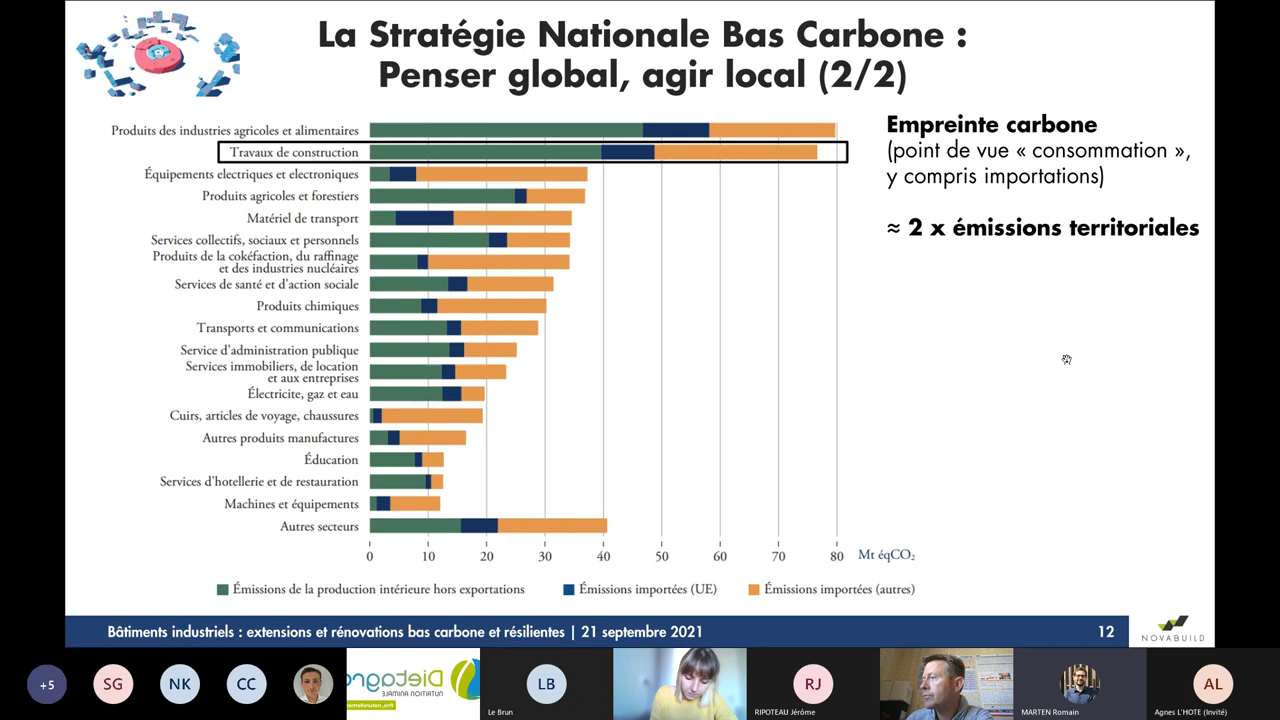 La Stratégie Nationale Bas Carbone :
Penser global, agir local (2/2)
Produits des industries agricoles et alimentaires
Travaux de construction
Équipements electriques et electroniques
Produits agricoles et forestiers
Matériel de transport
Services collectifs, sociaux et personnels
Produits de la cokéfaction, du raffinage
et des industries nucléaires
Services de santé et d'action sociale
Produits chimiques
Transports et communications
Service d'administration publique
Services immobiliers, de location
et aux entreprises
Électricite, gaz et eau
Cuirs, articles de voyage, chaussures
Autres produits manufactures
Éducation
Services d'hotellerie et de restauration
Machines et équipements
Autres secteurs
0 10 20 30 40 50 60 70 80 Mt éqCO₂
Émissions de la production intérieure hors exportations
Émissions importées (UE)
Émissions importées (autres)
Empreinte carbone
(point de vue « consommation »,
y compris importations)
≈ 2 x émissions territoriales
Bâtiments industriels : extensions et rénovations bas carbone et résilientes | 21 septembre 2021
12
NOVABUILD
+5
SG
NK
CC
Dietagro
NUTRITION ANIMALE
LB
Le Brun
RJ
RIPOTEAU Jérôme
MARTEN Romain
AL
Agnes L'HOTE (Invité)